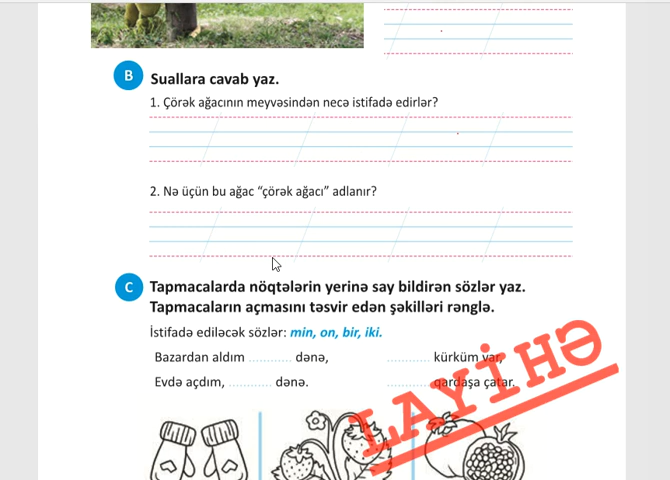 B Suallara cavab yaz.
1. Çörək ağacının meyvəsindən necə istifadə edirlər?
2. Nə üçün bu ağac “çörək ağacı” adlanır?
C Tapmacalarda nöqtələrin yerinə say bildirən sözlər yaz.
Tapmacaların açmasını təsvir edən şəkilləri rənglə.
İstifadə ediləcək sözlər: min, on, bir, iki.
Bazardan aldım ........... dənə,
Evdə açdım, ........... dənə.
........... kürküm var,
........... qardaşa çatar.
LAYİHƏ